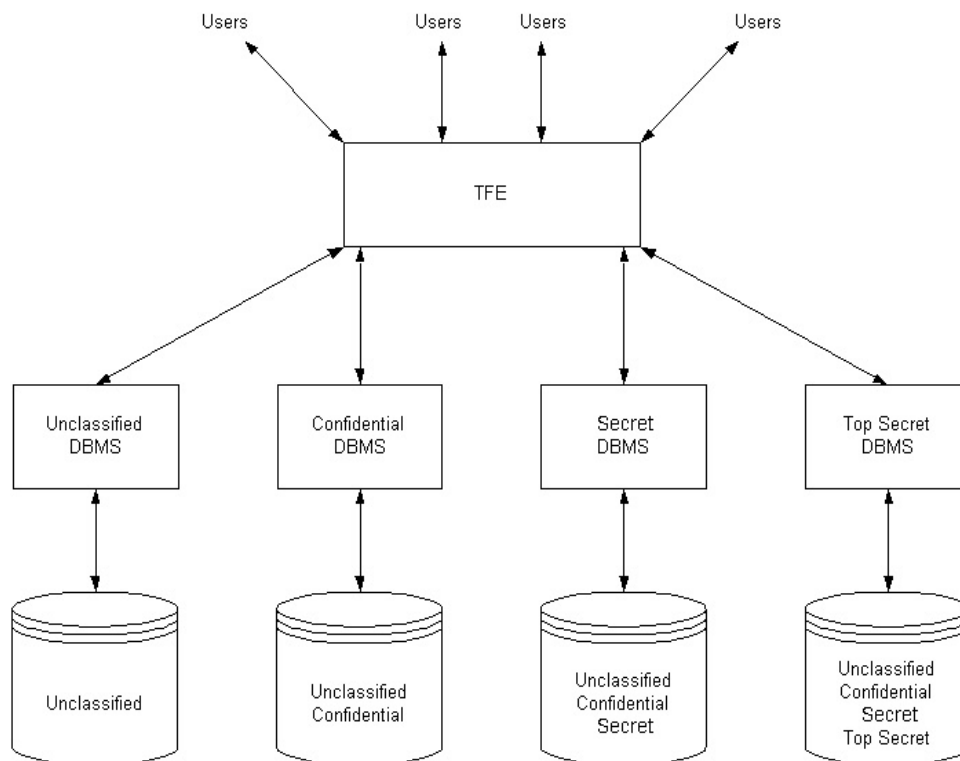 Users
Users
Users
Users
TFE
Unclassified
DBMS
Confidential
DBMS
Secret
DBMS
Top Secret
DBMS
Unclassified
Unclassified
Confidential
Unclassified
Confidential
Secret
Unclassified
Confidential
Secret
Top Secret